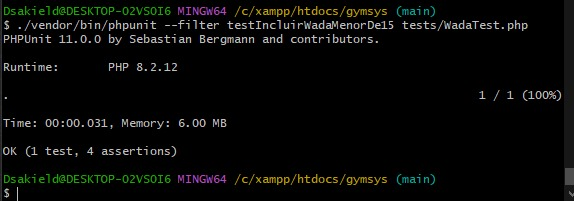 Dsakield@DESKTOP-02VSOI6 MINGW64 /c/xampp/htdocs/gymsys (main)
$ ./vendor/bin/phpunit --filter testIncluirWadaMenorDe15 tests/WadaTest.php
PHPUnit 11.0.0 by Sebastian Bergmann and contributors.
Runtime:       PHP 8.2.12
.                                                                   1 / 1 (100%)
Time: 00:00.031, Memory: 6.00 MB
OK (1 test, 4 assertions)
Dsakield@DESKTOP-02VSOI6 MINGW64 /c/xampp/htdocs/gymsys (main)
$